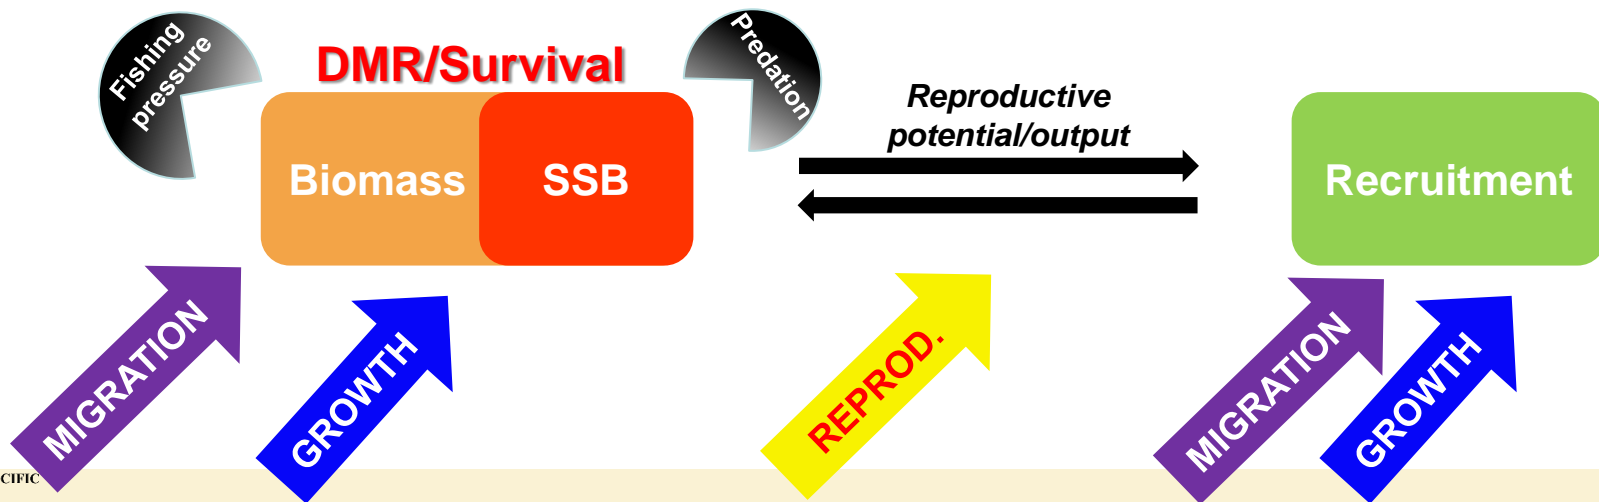 Fishing
pressure
DMR/Survival
Predation
Reproductive
potential/output
Biomass
SSB
Recruitment
MIGRATION
GROWTH
REPROD.
MIGRATION
GROWTH
CIFIC